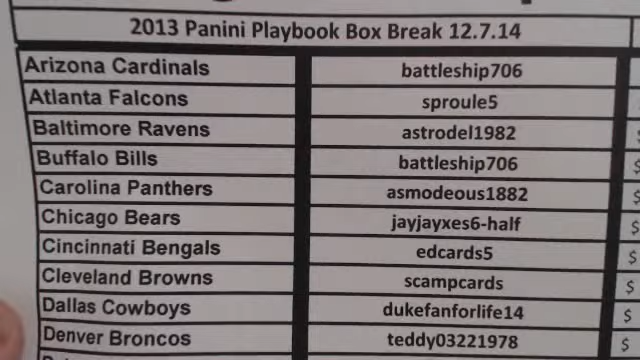 2013 Panini Playbook Box Break 12.7.14
Arizona Cardinals battleship706
Atlanta Falcons sproule5
Baltimore Ravens astrodel1982 $
Buffalo Bills battleship706 $
Carolina Panthers asmodeous1882 $
Chicago Bears jayjayxes6-half $
Cincinnati Bengals edcards5 $
Cleveland Browns scampcards $
Dallas Cowboys dukefanforlife14 $
Denver Broncos teddy03221978 $